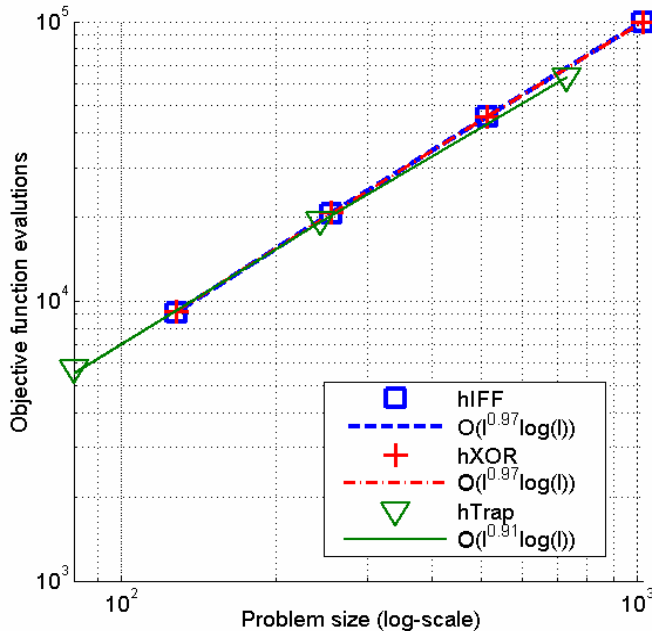 10^5
Objective function evalutions
10^4
10^3
hIFF
O(l^0.97log(l))
hXOR
O(l^0.97log(l))
hTrap
O(l^0.91log(l))
10^2
10^3
Problem size (log-scale)